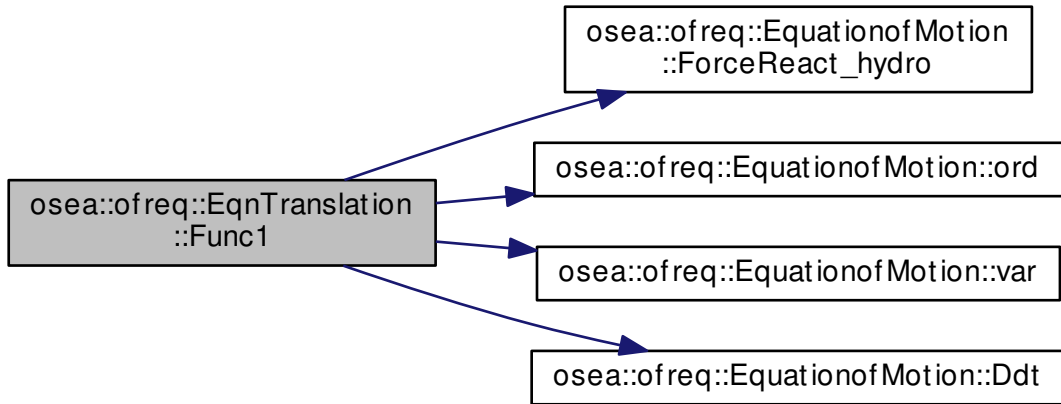 osea::ofreq::EquationofMotion
::ForceReact_hydro
osea::ofreq::EquationofMotion::ord
osea::ofreq::EqnTranslation
::Func1
osea::ofreq::EquationofMotion::var
osea::ofreq::EquationofMotion::Ddt